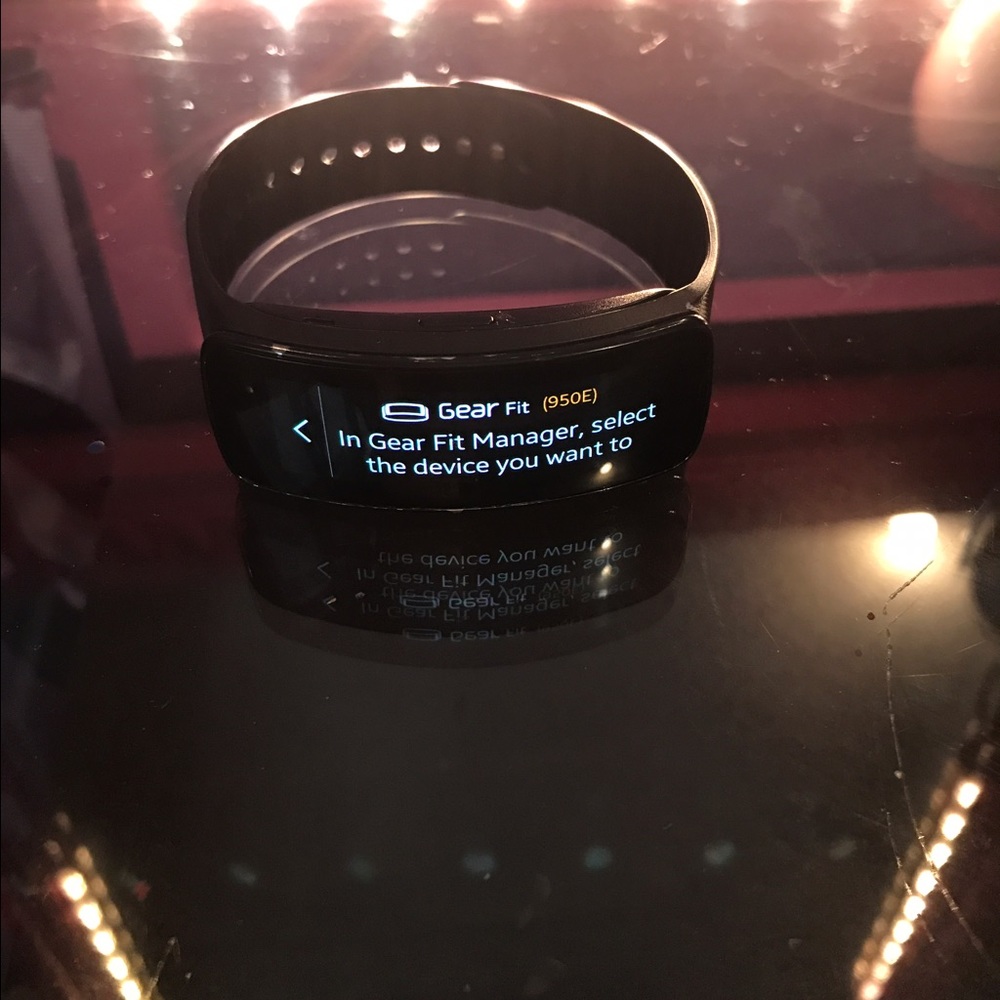 Gear Fit (950E)
In Gear Fit Manager, select
the device you want to